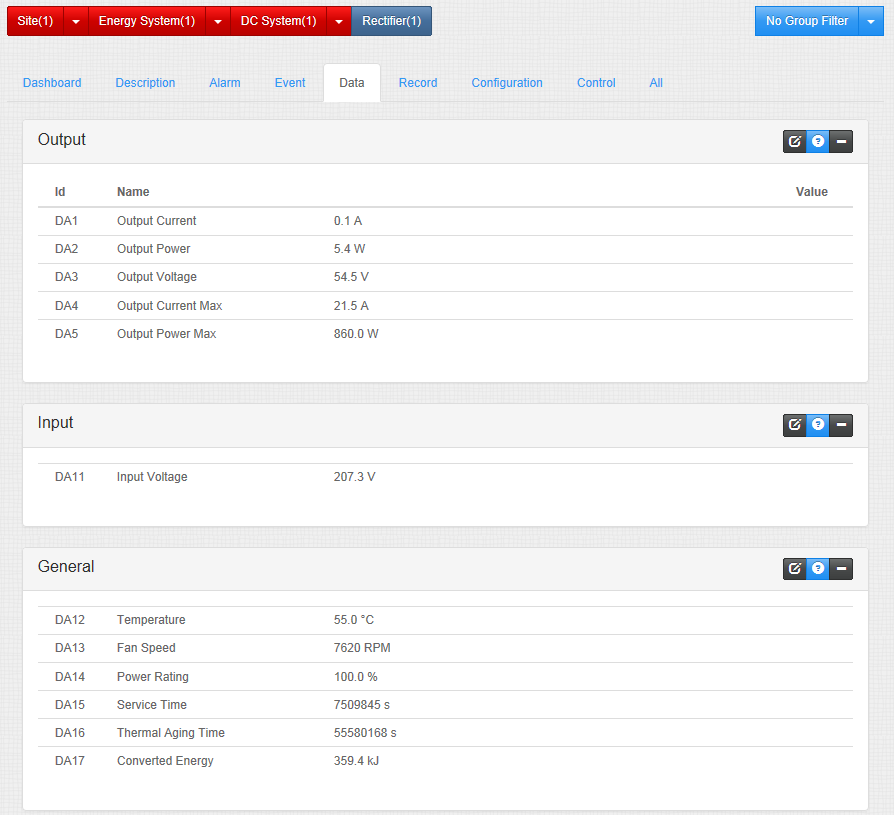 Site(1) Energy System(1) DC System(1) Rectifier(1) No Group Filter
Dashboard Description Alarm Event Data Record Configuration Control All
Output
Id Name Value
DA1 Output Current 0.1 A
DA2 Output Power 5.4 W
DA3 Output Voltage 54.5 V
DA4 Output Current Max 21.5 A
DA5 Output Power Max 860.0 W
Input
DA11 Input Voltage 207.3 V
General
DA12 Temperature 55.0 °C
DA13 Fan Speed 7620 RPM
DA14 Power Rating 100.0 %
DA15 Service Time 7509845 s
DA16 Thermal Aging Time 55580168 s
DA17 Converted Energy 359.4 kJ